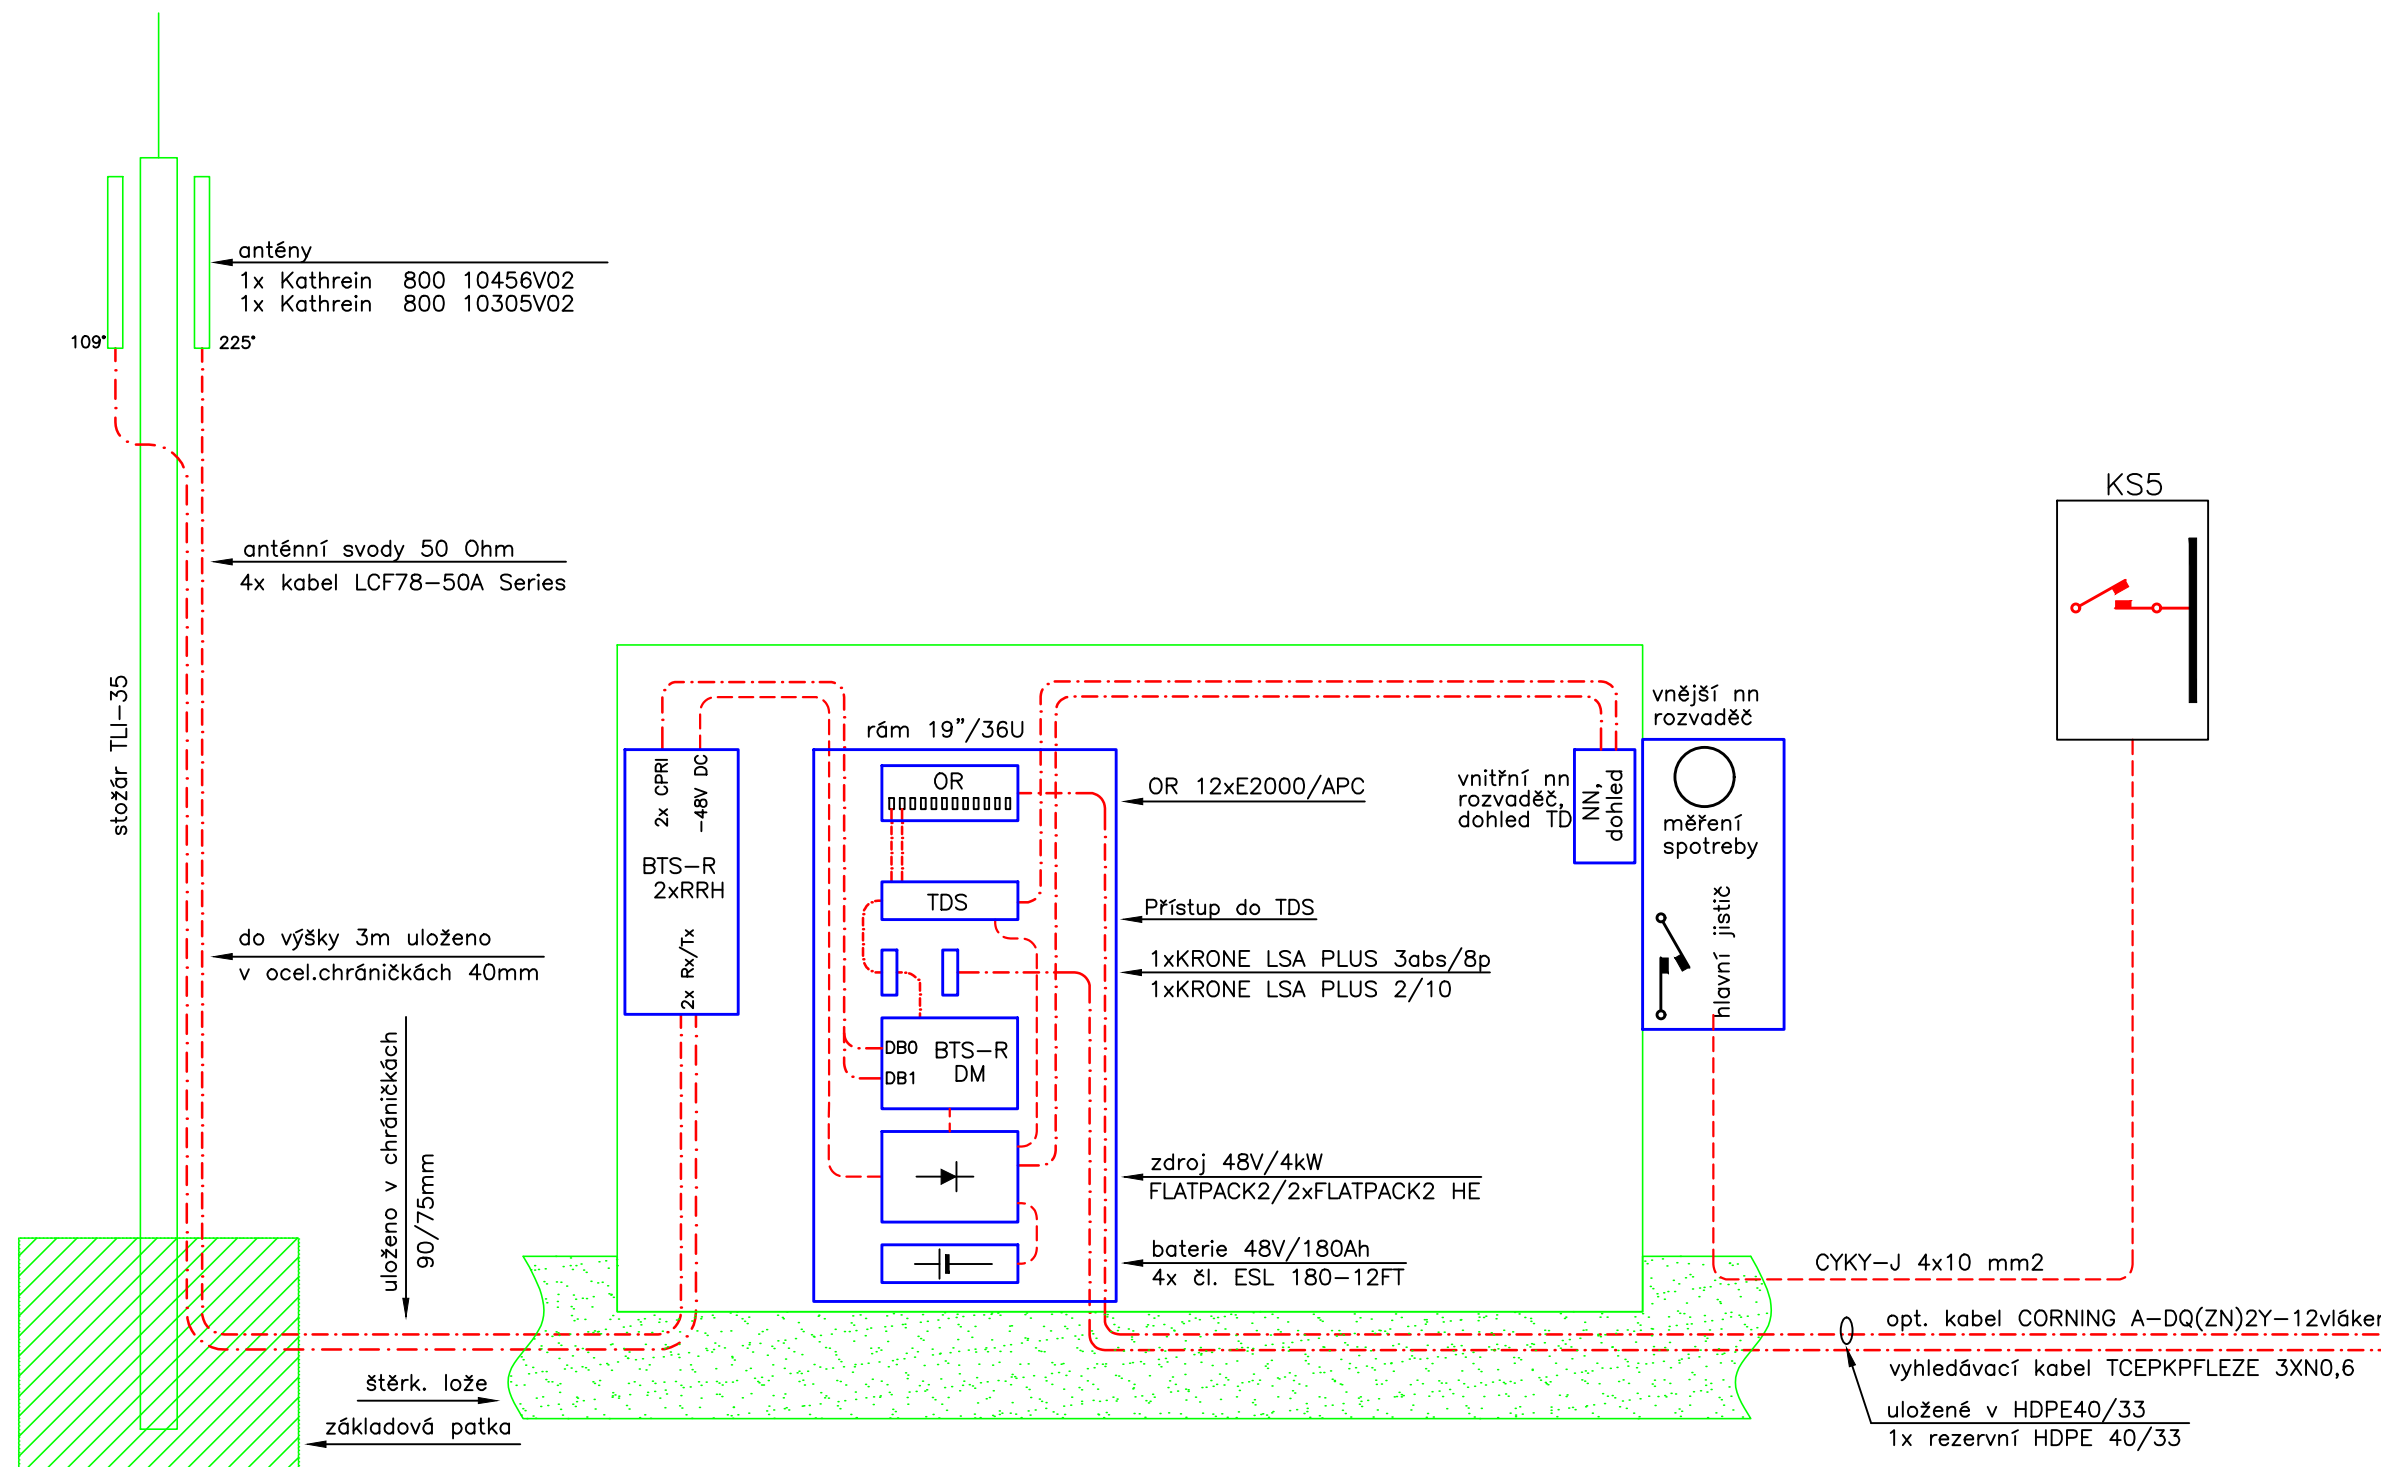 antény
1x Kathrein 800 10456V02
1x Kathrein 800 10305V02
109°
225°
anténní svody 50 Ohm
4x kabel LCF78-50A Series
stožár TLI-35
do výšky 3m uloženo
v ocel.chráničkách 40mm
uloženo v chráničkách
90/75mm
štěrk. lože
základová patka
2x CPRI
-48V DC
BTS-R
2xRRH
2x Rx/Tx
rám 19"/36U
OR
TDS
DB0
DB1
BTS-R
DM
OR 12xE2000/APC
Přístup do TDS
1xKRONE LSA PLUS 3abs/8p
1xKRONE LSA PLUS 2/10
zdroj 48V/4kW
FLATPACK2/2xFLATPACK2 HE
baterie 48V/180Ah
4x čl. ESL 180-12FT
vnitřní nn
rozvaděč,
dohled TD
NN,
dohled
vnější nn
rozvaděč
měření
spotreby
hlavní jistič
KS5
CYKY-J 4x10 mm2
opt. kabel CORNING A-DQ(ZN)2Y-12vláken
vyhledávací kabel TCEPKPFLEZE 3XN0,6
uložené v HDPE40/33
1x rezervní HDPE 40/33